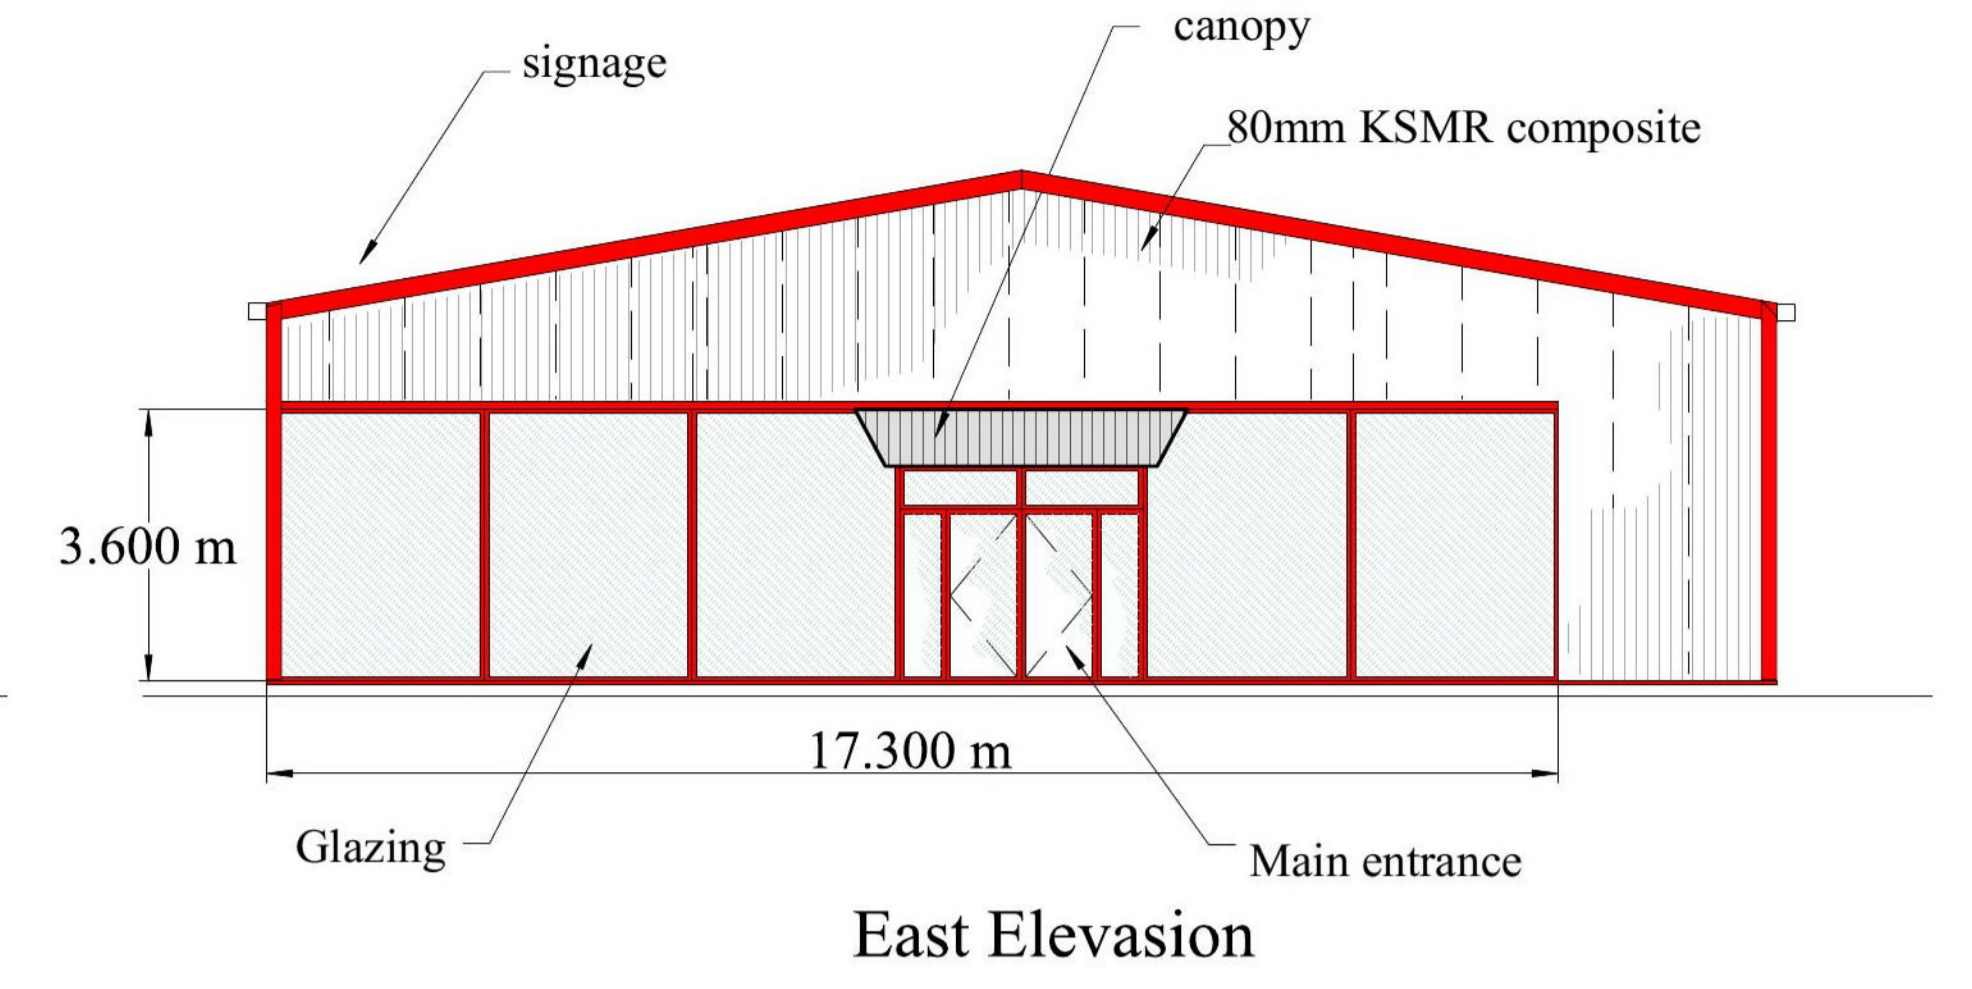 canopy
signage
80mm KSMR composite
3.600 m
17.300 m
Glazing
Main entrance
East Elevasion